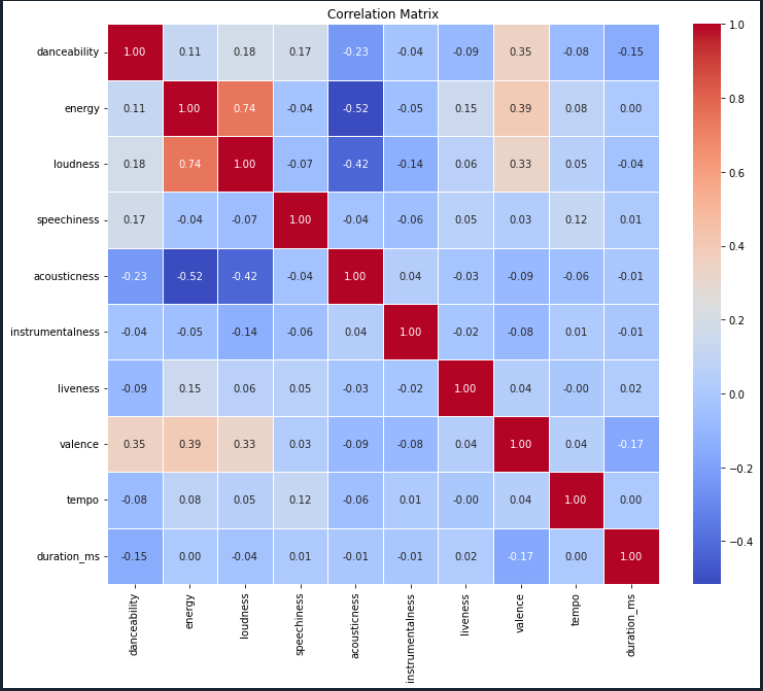 Correlation Matrix
danceability 1.00 0.11 0.18 0.17 -0.23 -0.04 -0.09 0.35 -0.08 -0.15
energy 0.11 1.00 0.74 -0.04 -0.52 -0.05 0.15 0.39 0.08 0.00
loudness 0.18 0.74 1.00 -0.07 -0.42 -0.14 0.06 0.33 0.05 -0.04
speechiness 0.17 -0.04 -0.07 1.00 -0.04 -0.06 0.05 0.03 0.12 0.01
acousticness -0.23 -0.52 -0.42 -0.04 1.00 0.04 -0.03 -0.09 -0.06 -0.01
instrumentalness -0.04 -0.05 -0.14 -0.06 0.04 1.00 -0.02 -0.08 0.01 -0.01
liveness -0.09 0.15 0.06 0.05 -0.03 -0.02 1.00 0.04 -0.00 0.02
valence 0.35 0.39 0.33 0.03 -0.09 -0.08 0.04 1.00 0.04 -0.17
tempo -0.08 0.08 0.05 0.12 -0.06 0.01 -0.00 0.04 1.00 0.00
duration_ms -0.15 0.00 -0.04 0.01 -0.01 -0.01 0.02 -0.17 0.00 1.00
danceability
energy
loudness
speechiness
acousticness
instrumentalness
liveness
valence
tempo
duration_ms
1.0
0.8
0.6
0.4
0.2
0.0
−0.2
−0.4